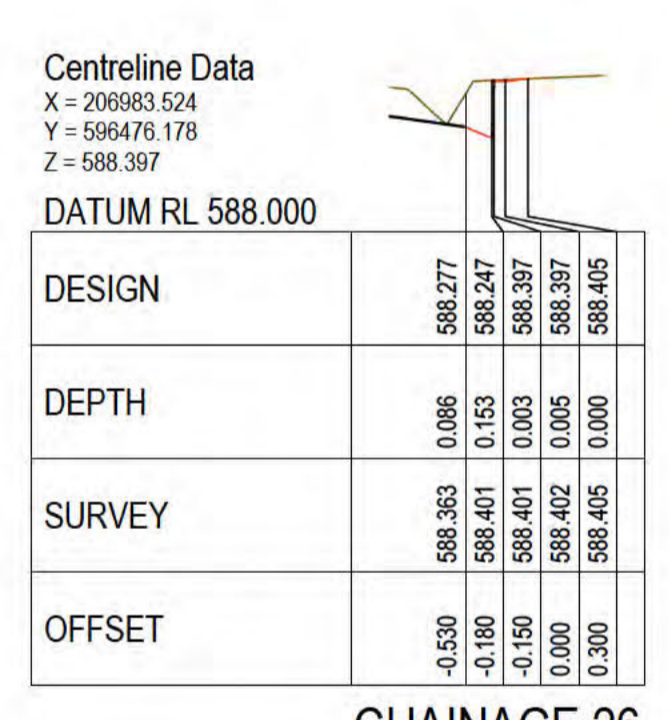 Centreline Data
X = 206983.524
Y = 596476.178
Z = 588.397
DATUM RL 588.000
DESIGN 588.277 588.247 588.397 588.397 588.405
DEPTH 0.086 0.153 0.003 0.005 0.000
SURVEY 588.363 588.401 588.401 588.402 588.405
OFFSET -0.530 -0.180 -0.150 0.000 0.300